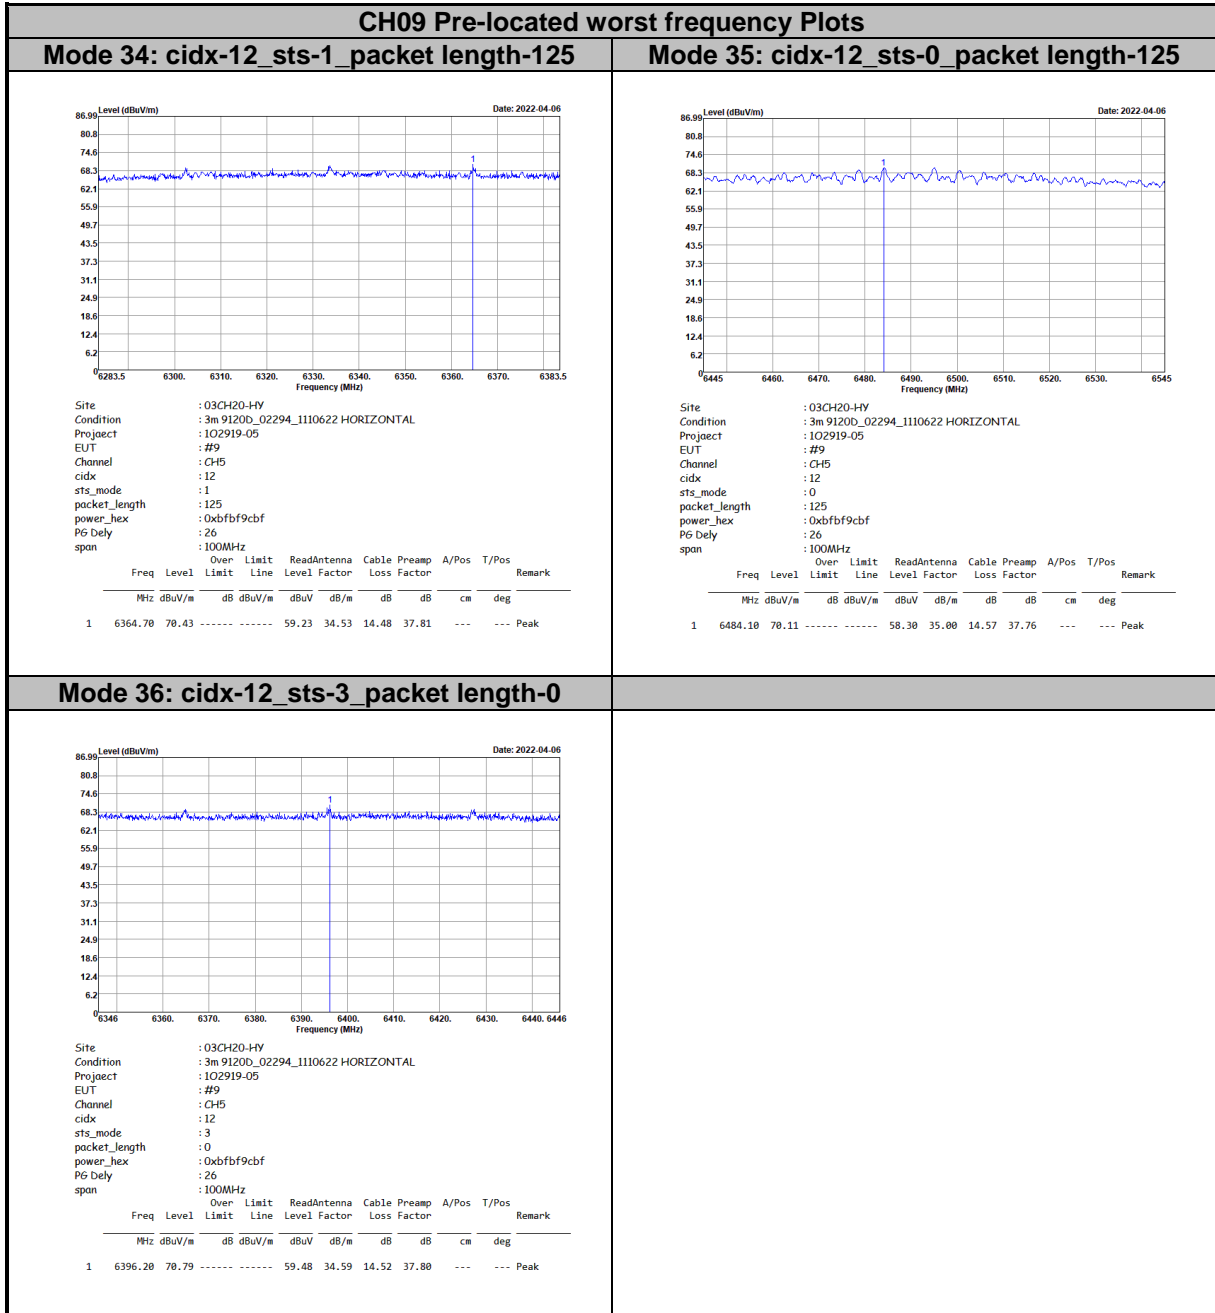 CH09 Pre-located worst frequency Plots
Mode 34: cidx-12_sts-1_packet length-125
Mode 35: cidx-12_sts-0_packet length-125
Level (dBuV/m)
Date: 2022-04-06
86.99
80.8
74.6
68.3
62.1
55.9
49.7
43.5
37.3
31.1
24.9
18.6
12.4
6.2
0
1
6283.5 6300. 6310. 6320. 6330. 6340. 6350. 6360. 6370. 6383.5
Frequency (MHz)
Site : 03CH20-HY
Condition : 3m 9120D_02294_1110622 HORIZONTAL
Projaect : 102919-05
EUT : #9
Channel : CH5
cidx : 12
sts_mode : 1
packet_length : 125
power_hex : 0xbfbf9cbf
PG Dely : 26
span : 100MHz
Over Limit ReadAntenna Cable Preamp A/Pos T/Pos
Freq Level Limit Line Level Factor Loss Factor Remark
MHz dBuV/m dB dBuV/m dBuV dB/m dB dB cm deg
1 6364.70 70.43 ------ ------ 59.23 34.53 14.48 37.81 --- --- Peak
Level (dBuV/m)
Date: 2022-04-06
86.99
80.8
74.6
68.3
62.1
55.9
49.7
43.5
37.3
31.1
24.9
18.6
12.4
6.2
0
1
6445 6460. 6470. 6480. 6490. 6500. 6510. 6520. 6530. 6545
Frequency (MHz)
Site : 03CH20-HY
Condition : 3m 9120D_02294_1110622 HORIZONTAL
Projaect : 102919-05
EUT : #9
Channel : CH5
cidx : 12
sts_mode : 0
packet_length : 125
power_hex : 0xbfbf9cbf
PG Dely : 26
span : 100MHz
Over Limit ReadAntenna Cable Preamp A/Pos T/Pos
Freq Level Limit Line Level Factor Loss Factor Remark
MHz dBuV/m dB dBuV/m dBuV dB/m dB dB cm deg
1 6484.10 70.11 ------ ------ 58.30 35.00 14.57 37.76 --- --- Peak
Mode 36: cidx-12_sts-3_packet length-0
Level (dBuV/m)
Date: 2022-04-06
86.99
80.8
74.6
68.3
62.1
55.9
49.7
43.5
37.3
31.1
24.9
18.6
12.4
6.2
0
1
6346 6360. 6370. 6380. 6390. 6400. 6410. 6420. 6430. 6440. 6446
Frequency (MHz)
Site : 03CH20-HY
Condition : 3m 9120D_02294_1110622 HORIZONTAL
Projaect : 102919-05
EUT : #9
Channel : CH5
cidx : 12
sts_mode : 3
packet_length : 0
power_hex : 0xbfbf9cbf
PG Dely : 26
span : 100MHz
Over Limit ReadAntenna Cable Preamp A/Pos T/Pos
Freq Level Limit Line Level Factor Loss Factor Remark
MHz dBuV/m dB dBuV/m dBuV dB/m dB dB cm deg
1 6396.20 70.79 ------ ------ 59.48 34.59 14.52 37.80 --- --- Peak